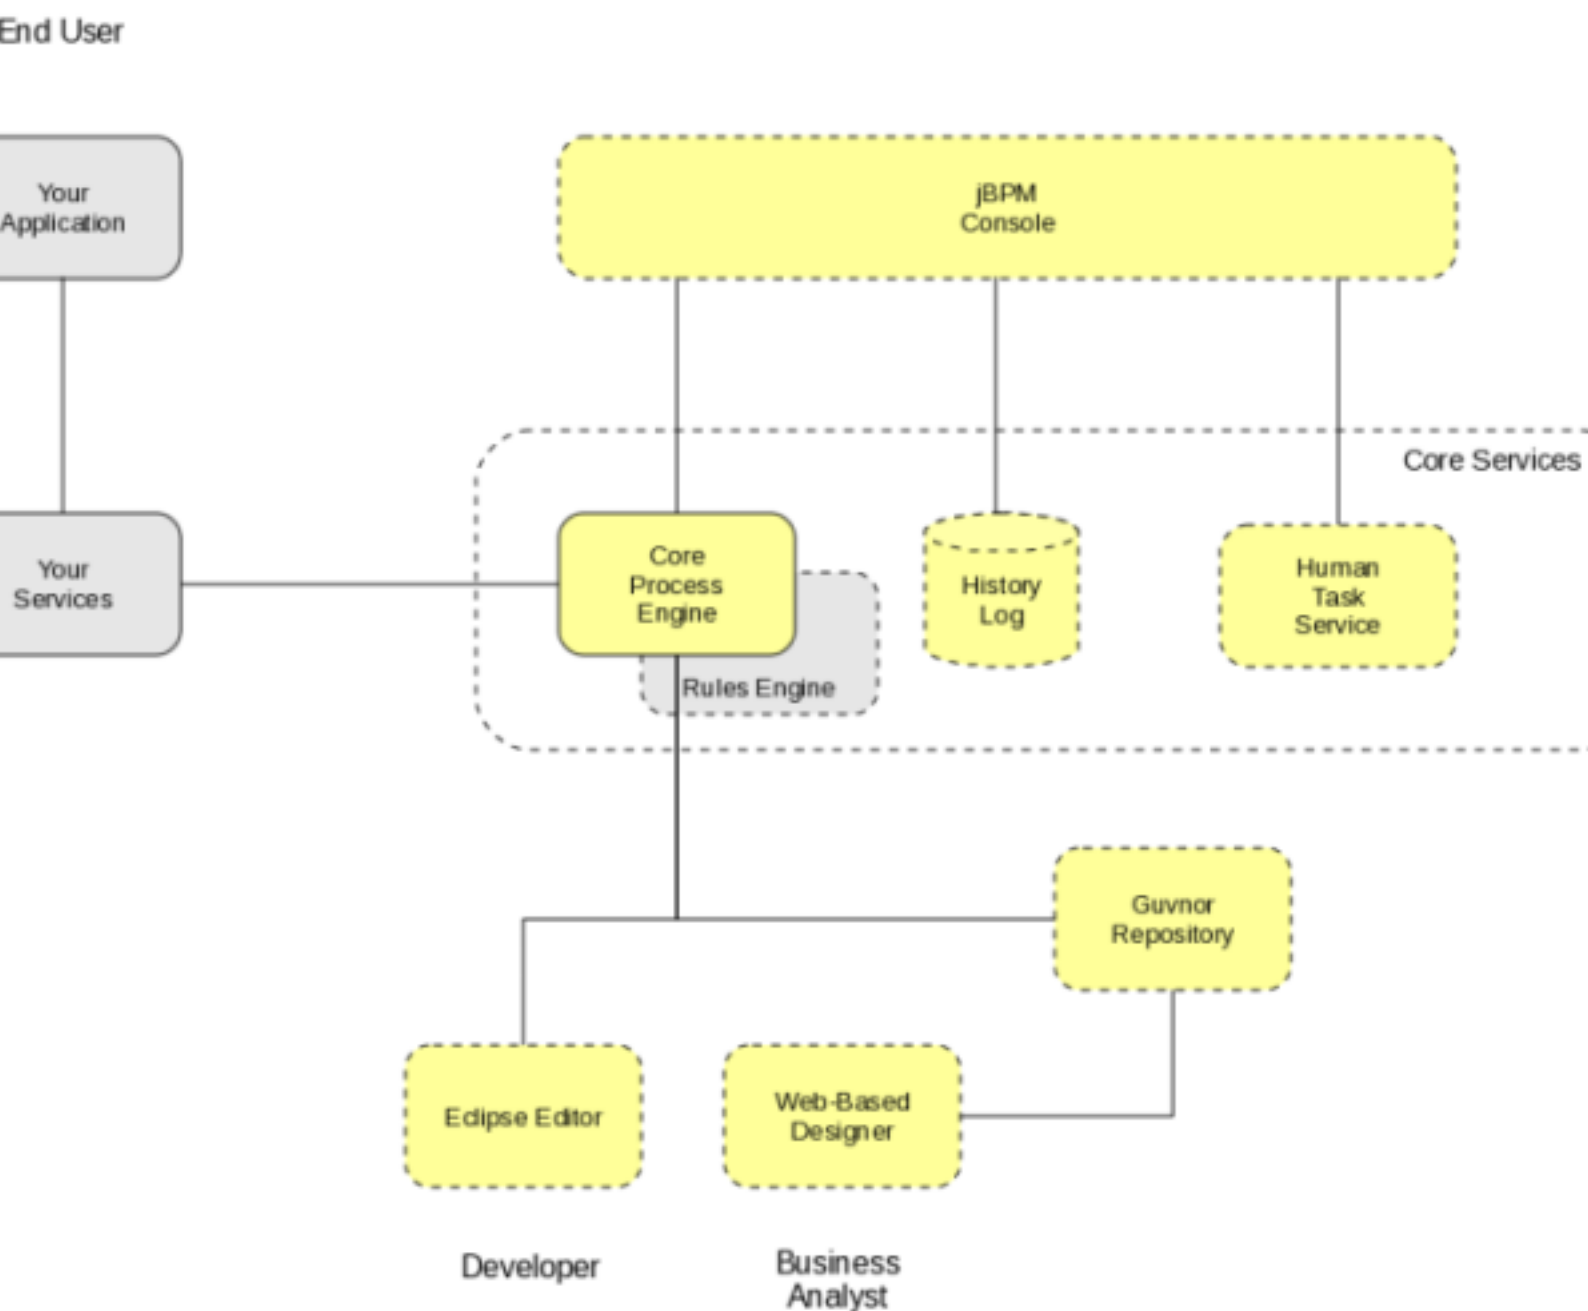 End User
Your
Application
jBPM
Console
Core Services
Your
Services
Core
Process
Engine
Rules Engine
History
Log
Human
Task
Service
Guvnor
Repository
Eclipse Editor
Web-Based
Designer
Developer
Business
Analyst